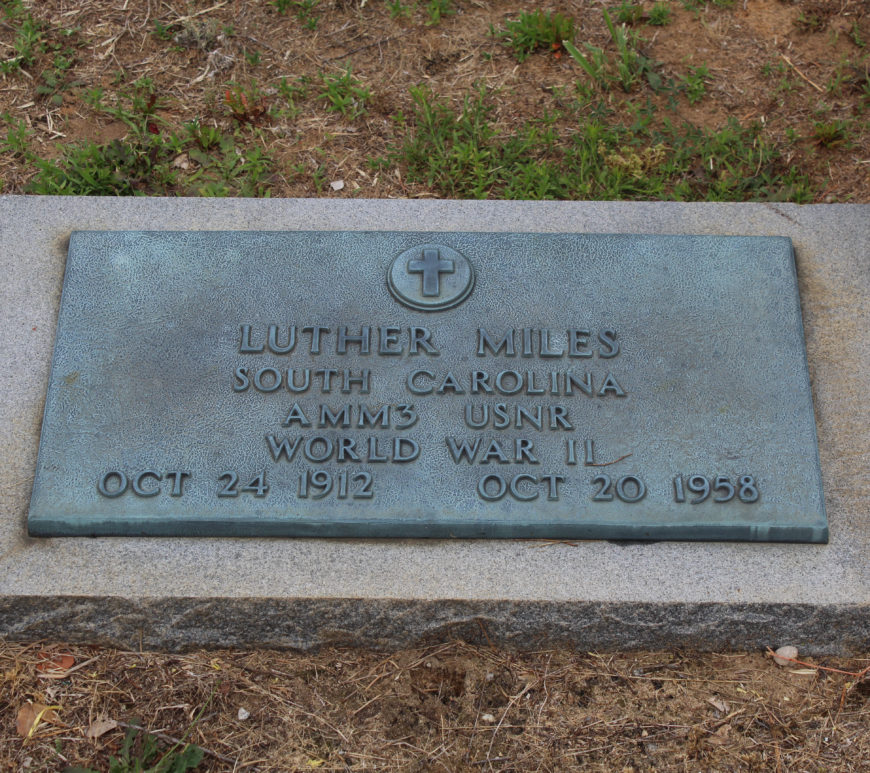 LUTHER MILES
SOUTH CAROLINA
AMM3 USNR
WORLD WAR II
OCT 24 1912 OCT 20 1958